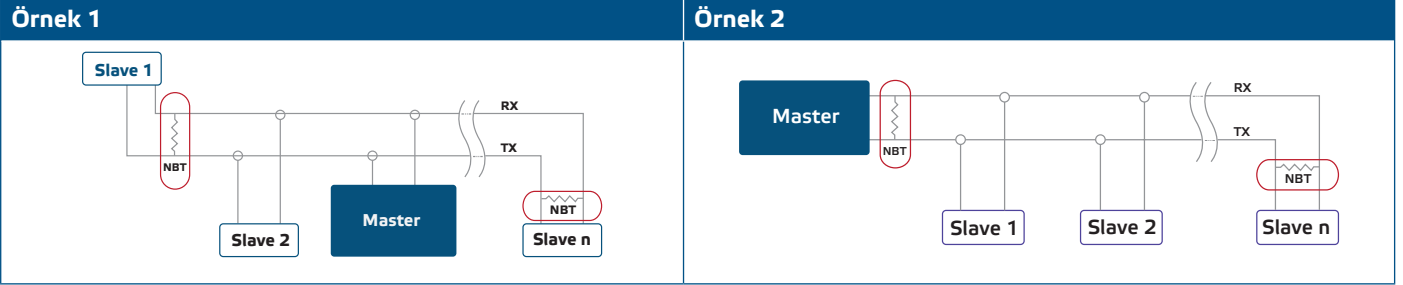 Örnek 1
Slave 1
RX
TX
NBT
NBT
Master
Slave 2
Slave n
Örnek 2
Master
RX
TX
NBT
NBT
Slave 1
Slave 2
Slave n